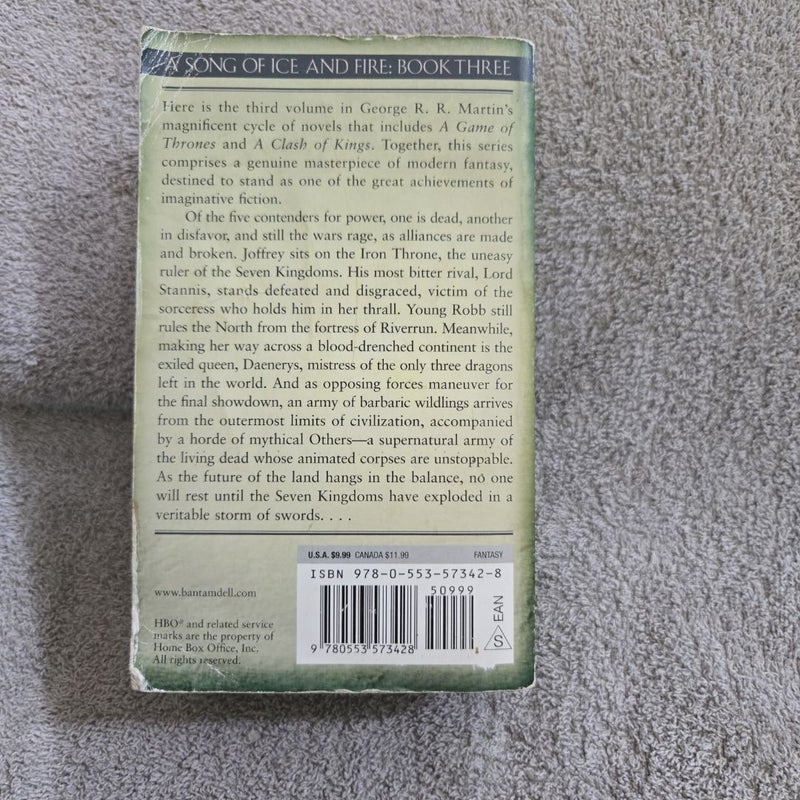 A SONG OF ICE AND FIRE: BOOK THREE
Here is the third volume in George R. R. Martin's
magnificent cycle of novels that includes A Game of
Thrones and A Clash of Kings. Together, this series
comprises a genuine masterpiece of modern fantasy,
destined to stand as one of the great achievements of
imaginative fiction.
Of the five contenders for power, one is dead, another
in disfavor, and still the wars rage, as alliances are made
and broken. Joffrey sits on the Iron Throne, the uneasy
ruler of the Seven Kingdoms. His most bitter rival, Lord
Stannis, stands defeated and disgraced, victim of the
sorceress who holds him in her thrall. Young Robb still
rules the North from the fortress of Riverrun. Meanwhile,
making her way across a blood-drenched continent is the
exiled queen, Daenerys, mistress of the only three dragons
left in the world. And as opposing forces maneuver for
the final showdown, an army of barbaric wildlings arrives
from the outermost limits of civilization, accompanied
by a horde of mythical Others—a supernatural army of
the living dead whose animated corpses are unstoppable.
As the future of the land hangs in the balance, no one
will rest until the Seven Kingdoms have exploded in a
veritable storm of swords. . . .
U.S.A. $9.99 CANADA $11.99 FANTASY
ISBN 978-0-553-57342-8
50999
9 780553 573428
EAN
S
www.bantamdell.com
HBO® and related service
marks are the property of
Home Box Office, Inc.
All rights reserved.